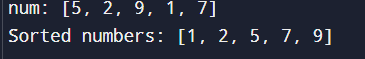 num: [5, 2, 9, 1, 7]
Sorted numbers: [1, 2, 5, 7, 9]